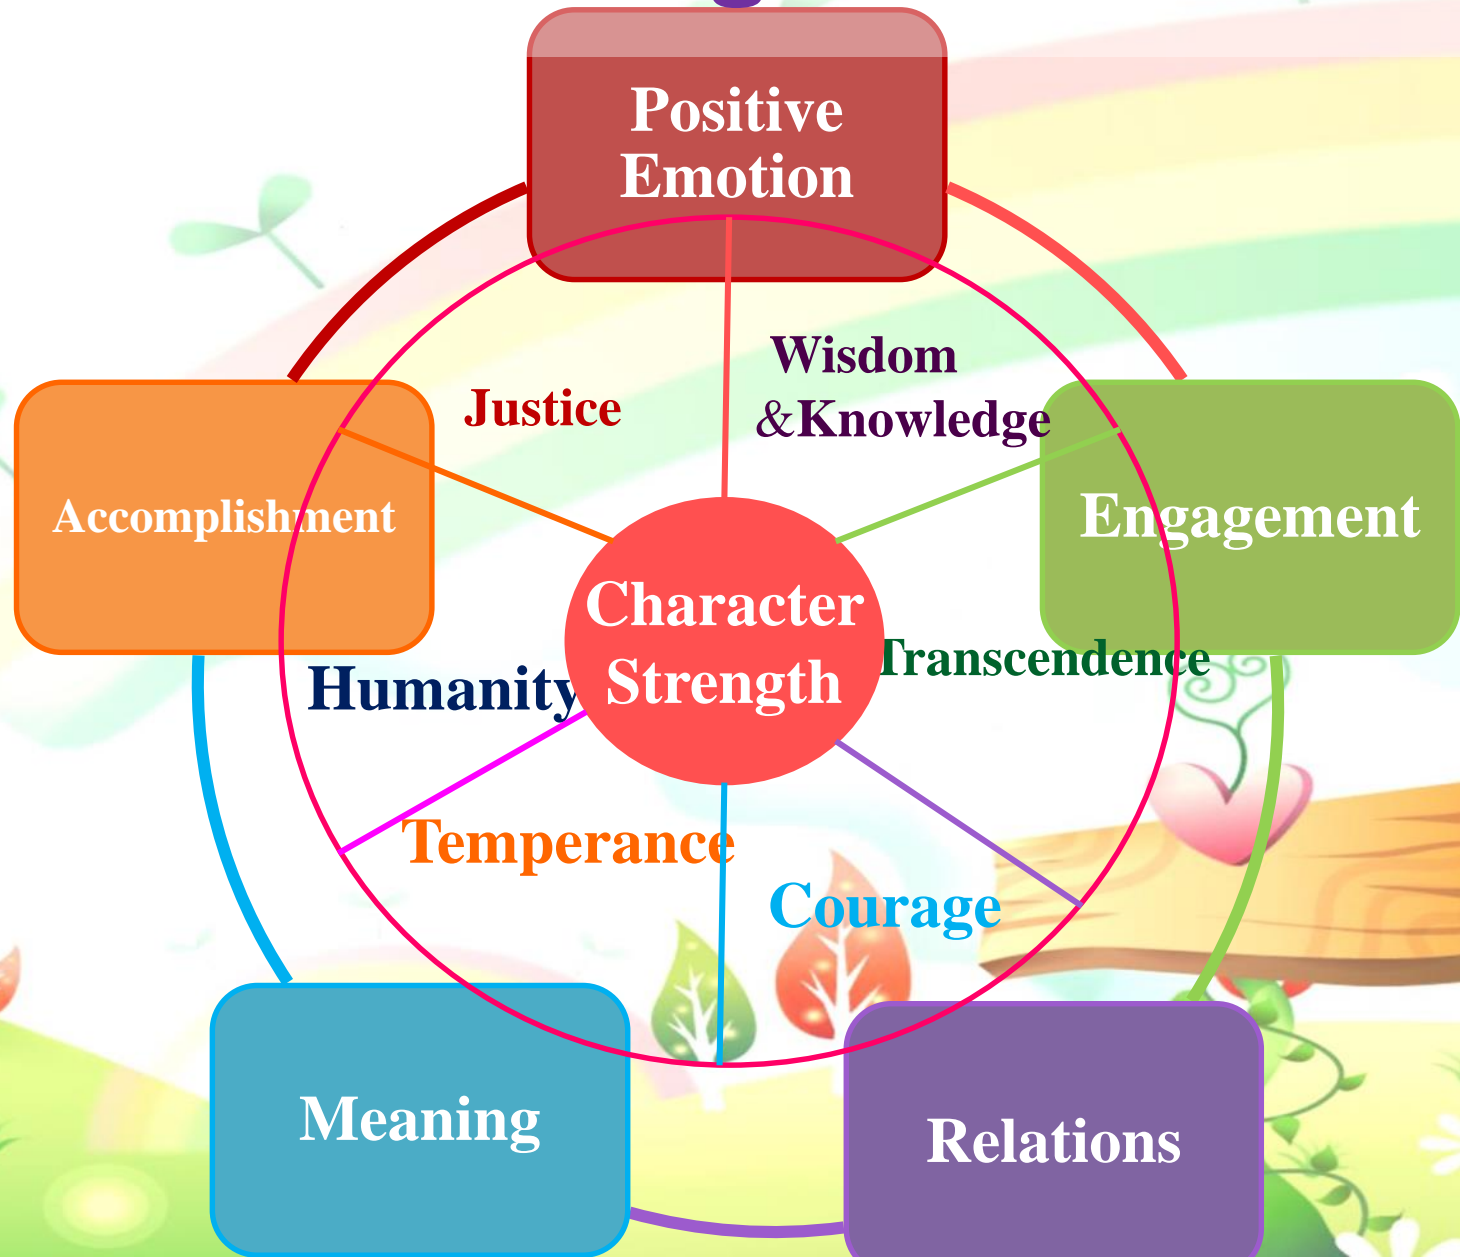 Positive
Emotion
Wisdom
&Knowledge
Justice
Accomplishment
Engagement
Character
Strength
Transcendence
Humanity
Temperance
Courage
Meaning
Relations